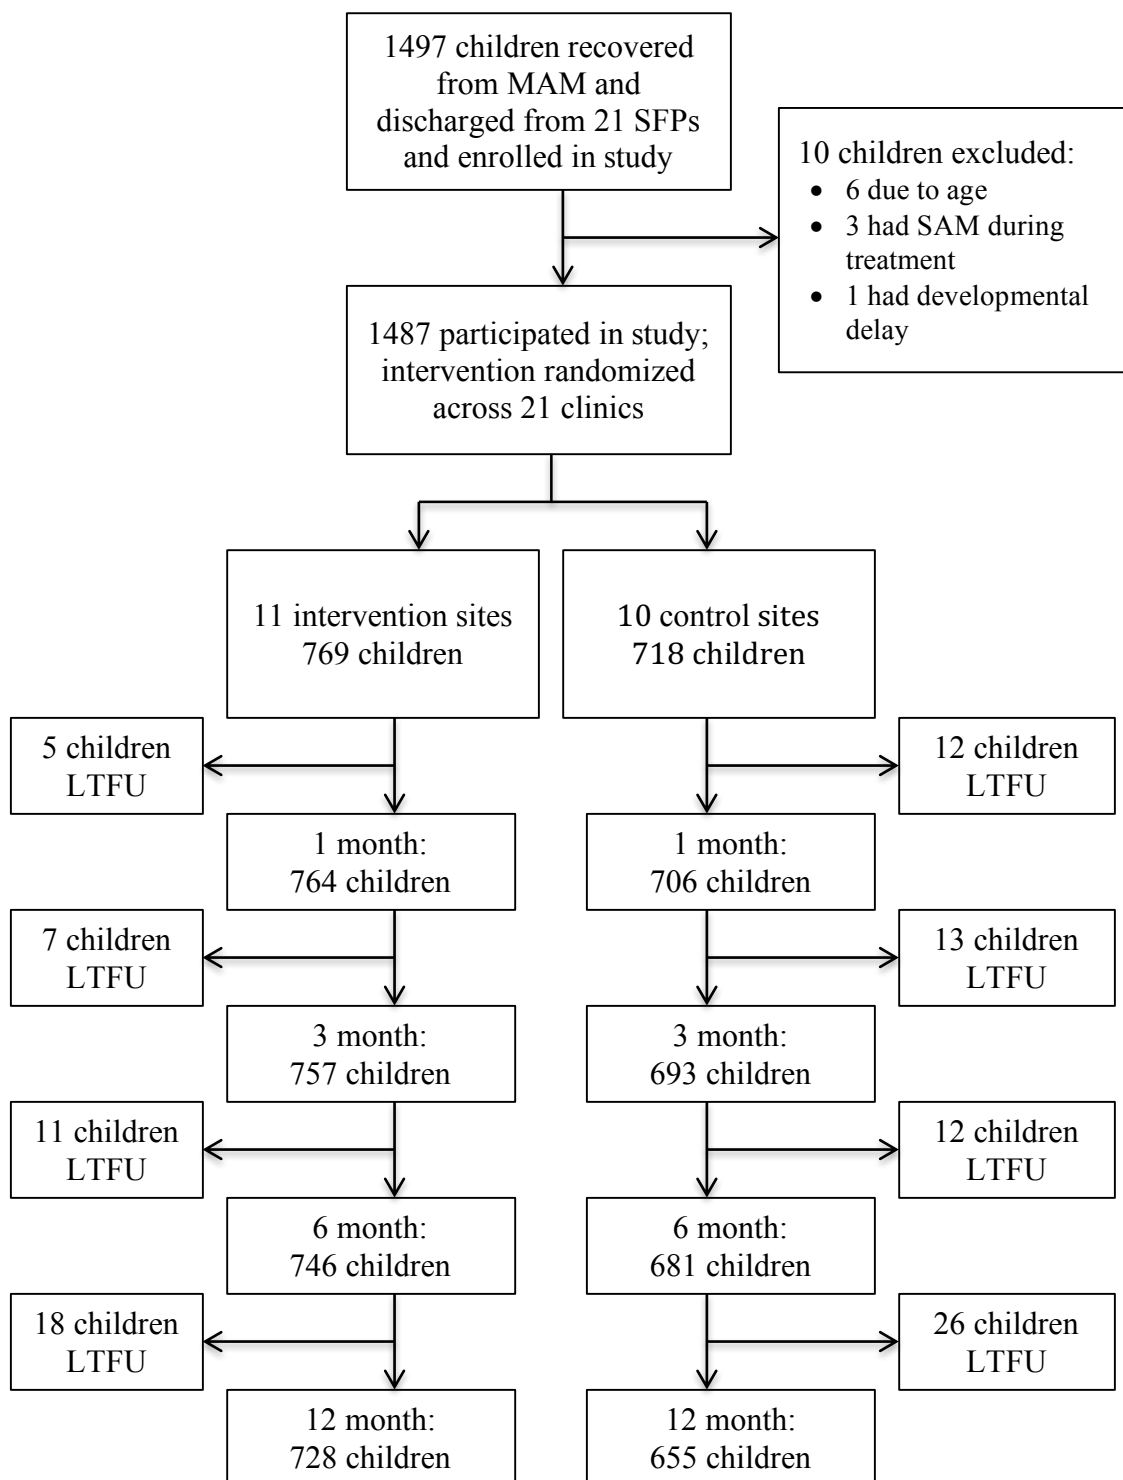 1497 children recovered
from MAM and
discharged from 21 SFPs
and enrolled in study
10 children excluded:
• 6 due to age
• 3 had SAM during
treatment
• 1 had developmental
delay
1487 participated in study;
intervention randomized
across 21 clinics
11 intervention sites
769 children
10 control sites
718 children
5 children
LTFU
12 children
LTFU
1 month:
764 children
1 month:
706 children
7 children
LTFU
13 children
LTFU
3 month:
757 children
3 month:
693 children
11 children
LTFU
12 children
LTFU
6 month:
746 children
6 month:
681 children
18 children
LTFU
26 children
LTFU
12 month:
728 children
12 month:
655 children